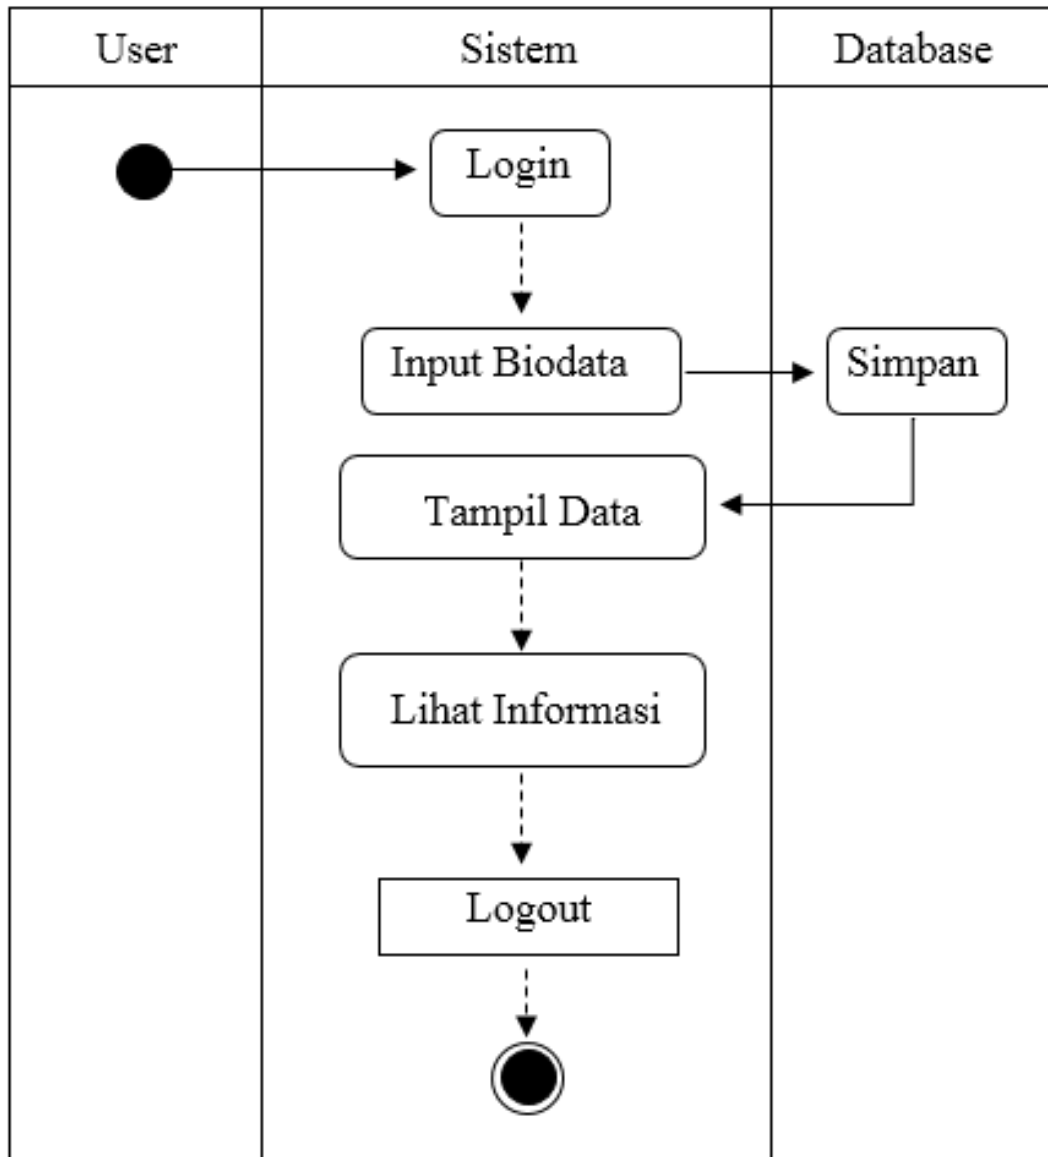 User
Sistem
Database
Login
Input Biodata
Simpan
Tampil Data
Lihat Informasi
Logout